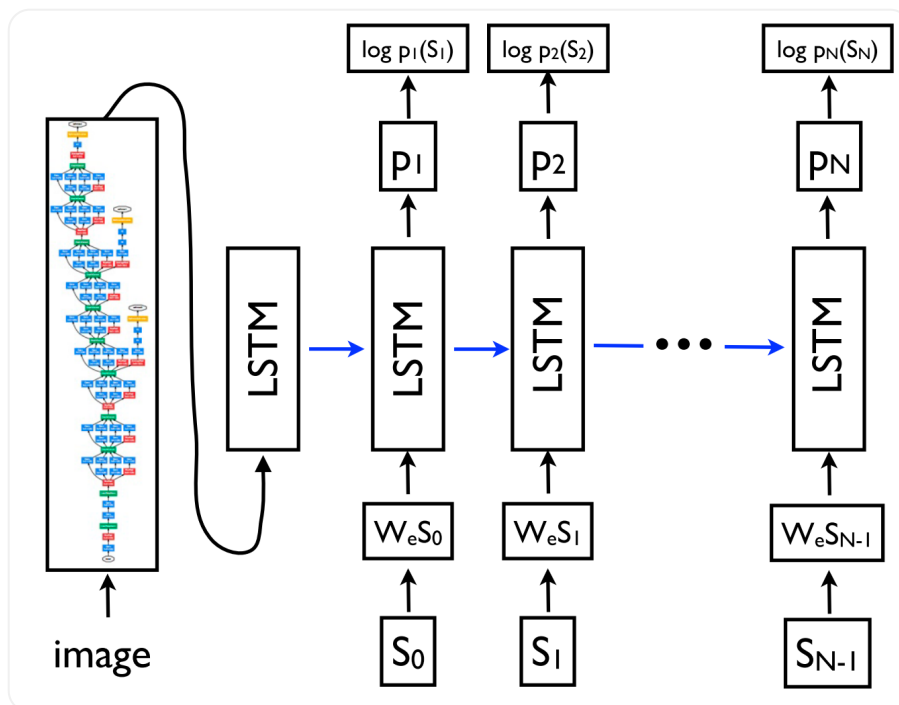 log p₁(S₁)
log p₂(S₂)
log pN(SN)
p₁
p₂
pN
LSTM
LSTM
LSTM
LSTM
WₑS₀
WₑS₁
WₑSN-1
image
S₀
S₁
SN-1